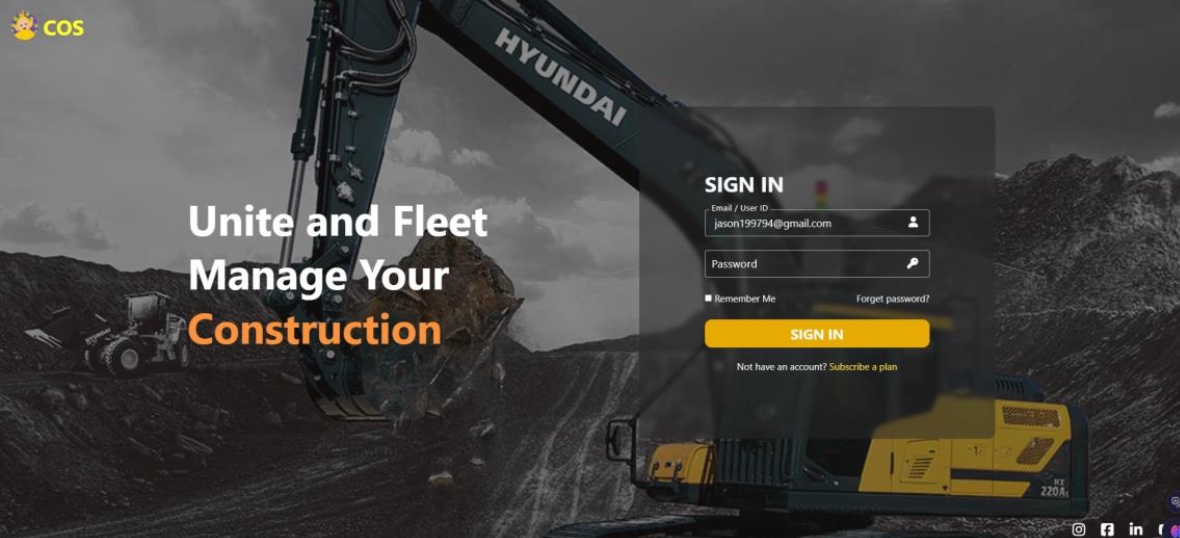 COS
HYUNDAI
Unite and Fleet
Manage Your
Construction
SIGN IN
Email / User ID
jason199794@gmail.com
Password
Remember Me
Forget password?
SIGN IN
Not have an account? Subscribe a plan
HX
220A